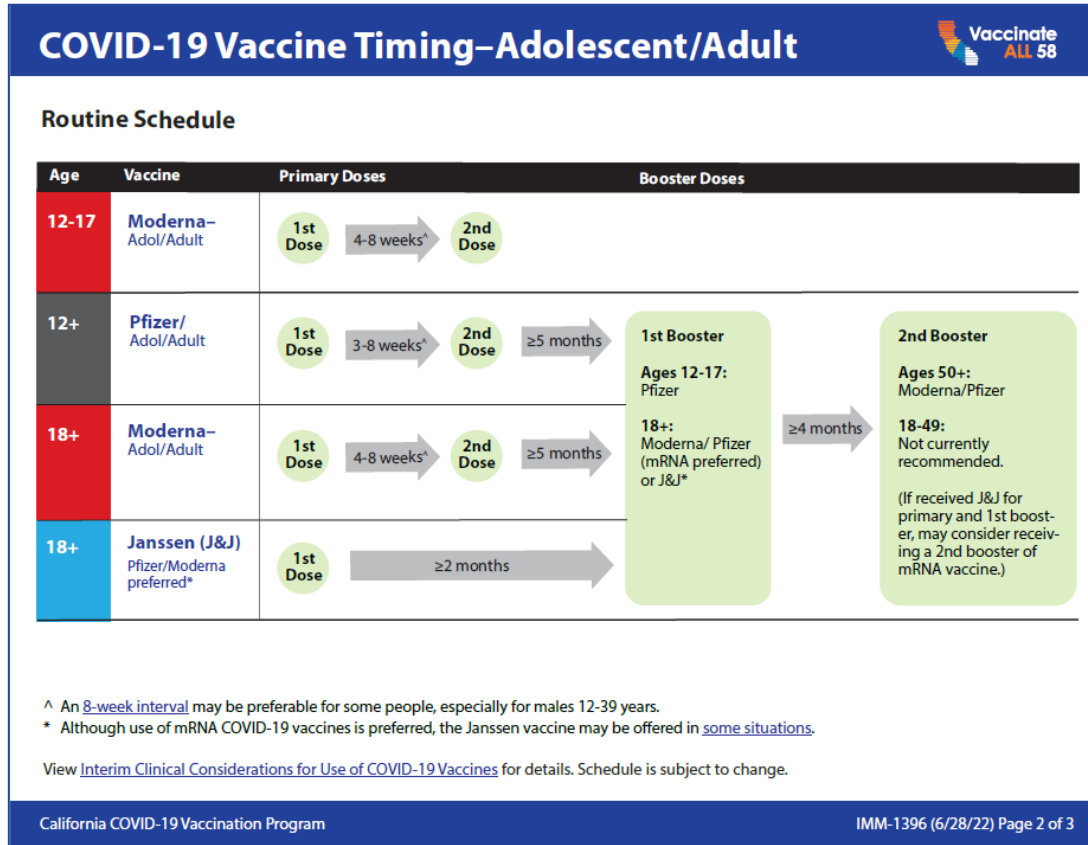 COVID-19 Vaccine Timing–Adolescent/Adult
Vaccinate
ALL 58
Routine Schedule
Age Vaccine Primary Doses Booster Doses
12-17
Moderna–
Adol/Adult
1st
Dose
4-8 weeks^
2nd
Dose
12+
Pfizer/
Adol/Adult
1st
Dose
3-8 weeks^
2nd
Dose
≥5 months
18+
Moderna–
Adol/Adult
1st
Dose
4-8 weeks^
2nd
Dose
≥5 months
18+
Janssen (J&J)
Pfizer/Moderna
preferred*
1st
Dose
≥2 months
1st Booster
Ages 12-17:
Pfizer
18+:
Moderna/ Pfizer
(mRNA preferred)
or J&J*
≥4 months
2nd Booster
Ages 50+:
Moderna/Pfizer
18-49:
Not currently
recommended.
(If received J&J for
primary and 1st boost-
er, may consider receiv-
ing a 2nd booster of
mRNA vaccine.)
^ An 8-week interval may be preferable for some people, especially for males 12-39 years.
* Although use of mRNA COVID-19 vaccines is preferred, the Janssen vaccine may be offered in some situations.
View Interim Clinical Considerations for Use of COVID-19 Vaccines for details. Schedule is subject to change.
California COVID-19 Vaccination Program
IMM-1396 (6/28/22) Page 2 of 3